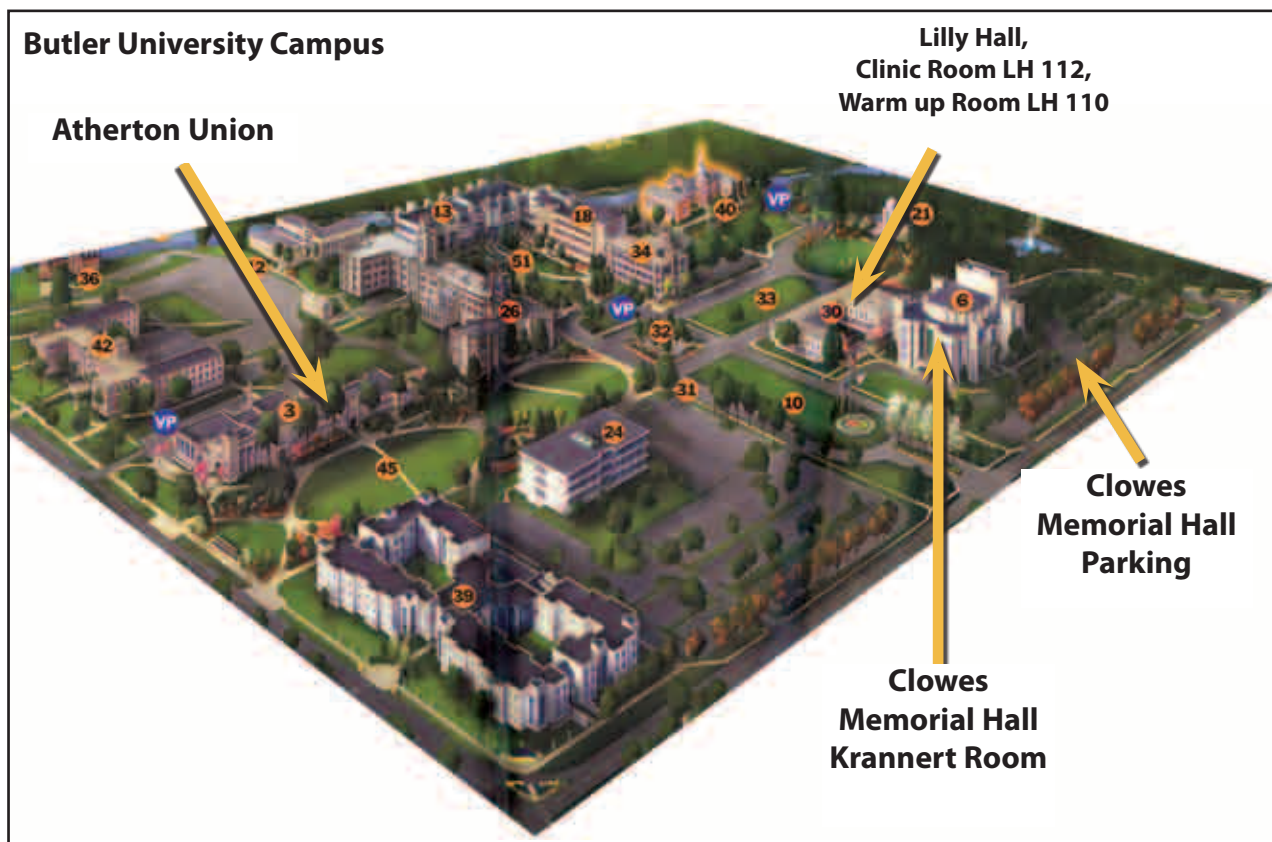 Butler University Campus
Lilly Hall,
Clinic Room LH 112,
Warm up Room LH 110
Atherton Union
13
18
40
VP
21
34
36
51
33
6
26
VP
30
32
42
31
10
3
VP
24
45
39
Clowes
Memorial Hall
Parking
Clowes
Memorial Hall
Krannert Room